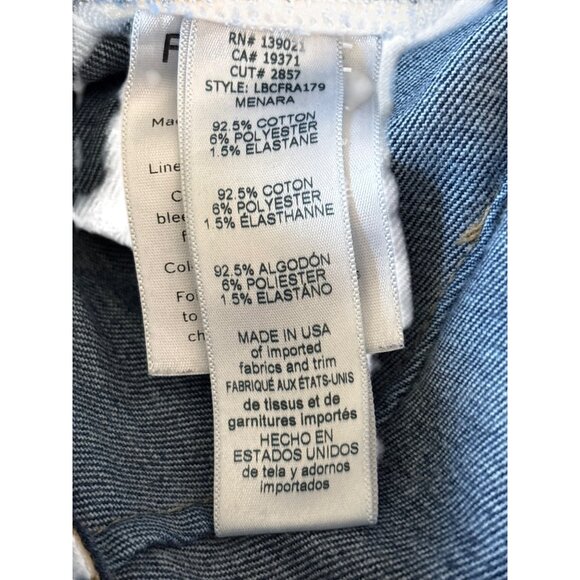 RN# 139021
CA# 19371
CUT# 2857
STYLE: LBCFRA179
MENARA
92.5% COTTON
6% POLYESTER
1.5% ELASTANE
92.5% COTON
6% POLYESTER
1.5% ÉLASTHANNE
92.5% ALGODÓN
6% POLIESTER
1.5% ELASTANO
MADE IN USA
of imported
fabrics and trim
FABRIQUÉ AUX ÉTATS-UNIS
de tissus et de
garnitures importés
HECHO EN
ESTADOS UNIDOS
de tela y adornos
importados